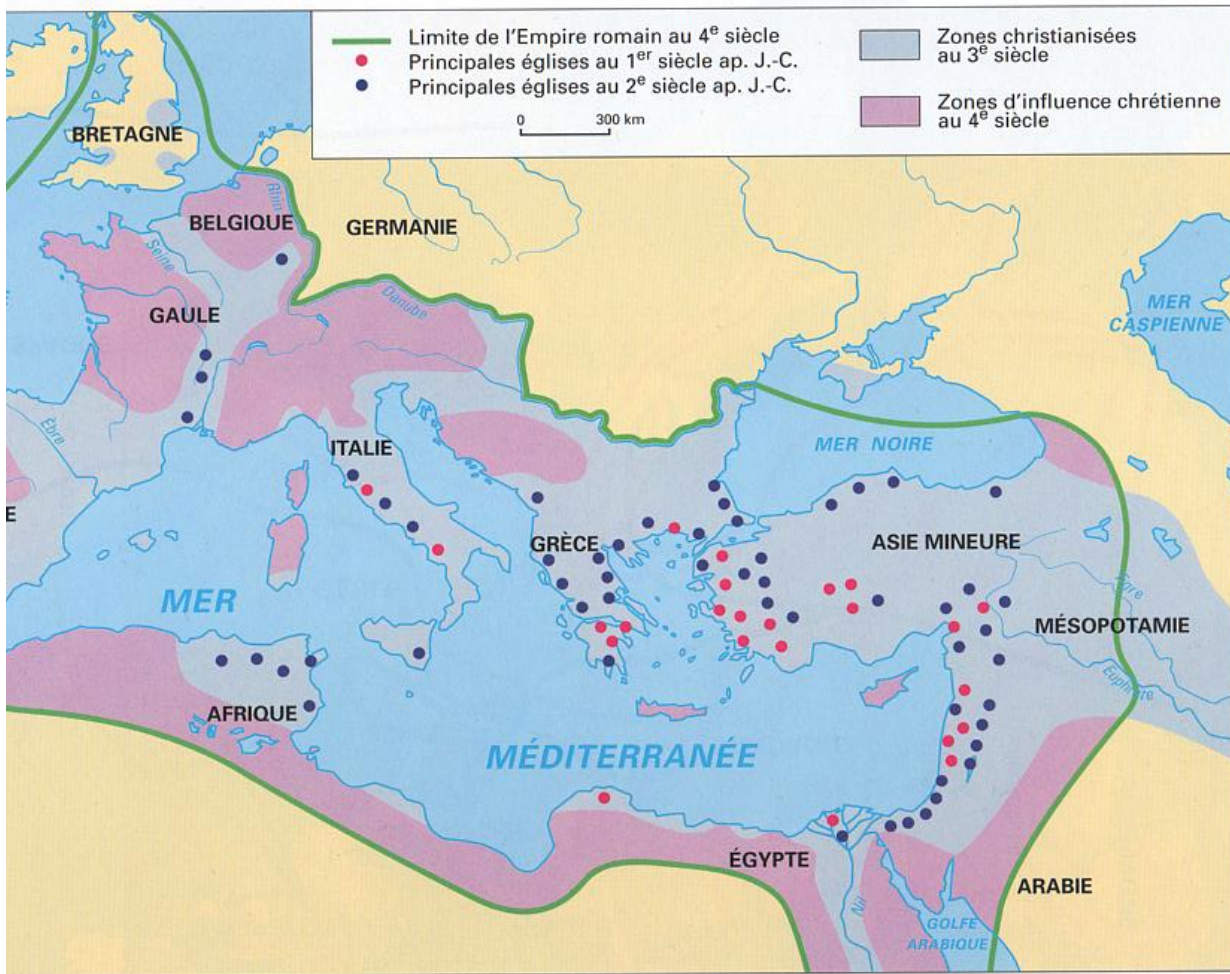 Limite de l'Empire romain au 4e siècle
Principales églises au 1er siècle ap. J.-C.
Principales églises au 2e siècle ap. J.-C.
0 300 km
Zones christianisées
au 3e siècle
Zones d'influence chrétienne
au 4e siècle
BRETAGNE
BELGIQUE
Rhin
GERMANIE
Seine
GAULE
Danube
MER
CASPIENNE
Èbre
ITALIE
MER NOIRE
E
GRÈCE
ASIE MINEURE
MER
Tigre
MÉSOPOTAMIE
Euphrate
AFRIQUE
MÉDITERRANÉE
ÉGYPTE
Nil
ARABIE
GOLFE
ARABIQUE